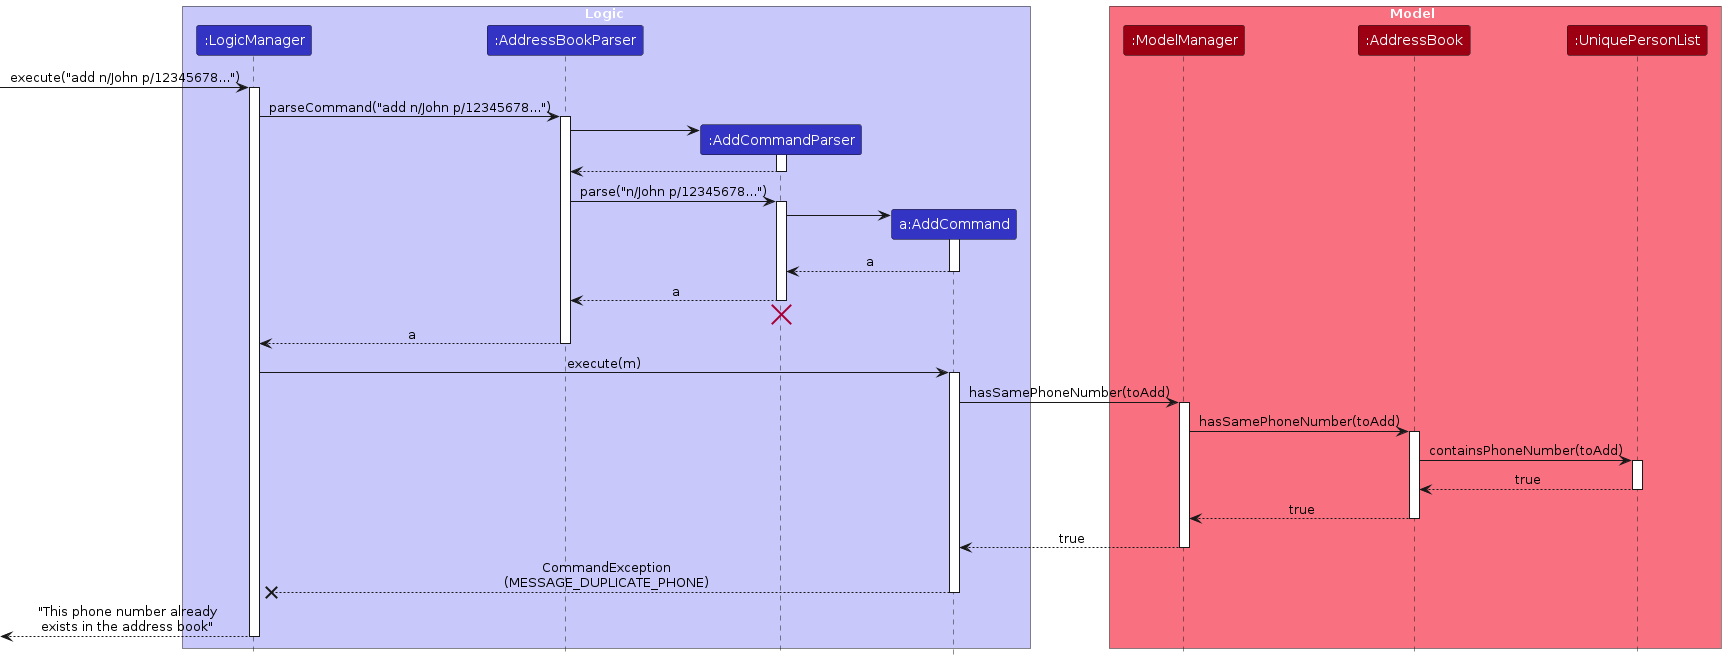 Logic
Model
:LogicManager
:AddressBookParser
:ModelManager
:AddressBook
:UniquePersonList
execute("add n/John p/12345678...")
parseCommand("add n/John p/12345678...")
:AddCommandParser
parse("n/John p/12345678...")
a:AddCommand
a
a
a
execute(m)
hasSamePhoneNumber(toAdd)
hasSamePhoneNumber(toAdd)
containsPhoneNumber(toAdd)
true
true
true
CommandException
(MESSAGE_DUPLICATE_PHONE)
"This phone number already
exists in the address book"